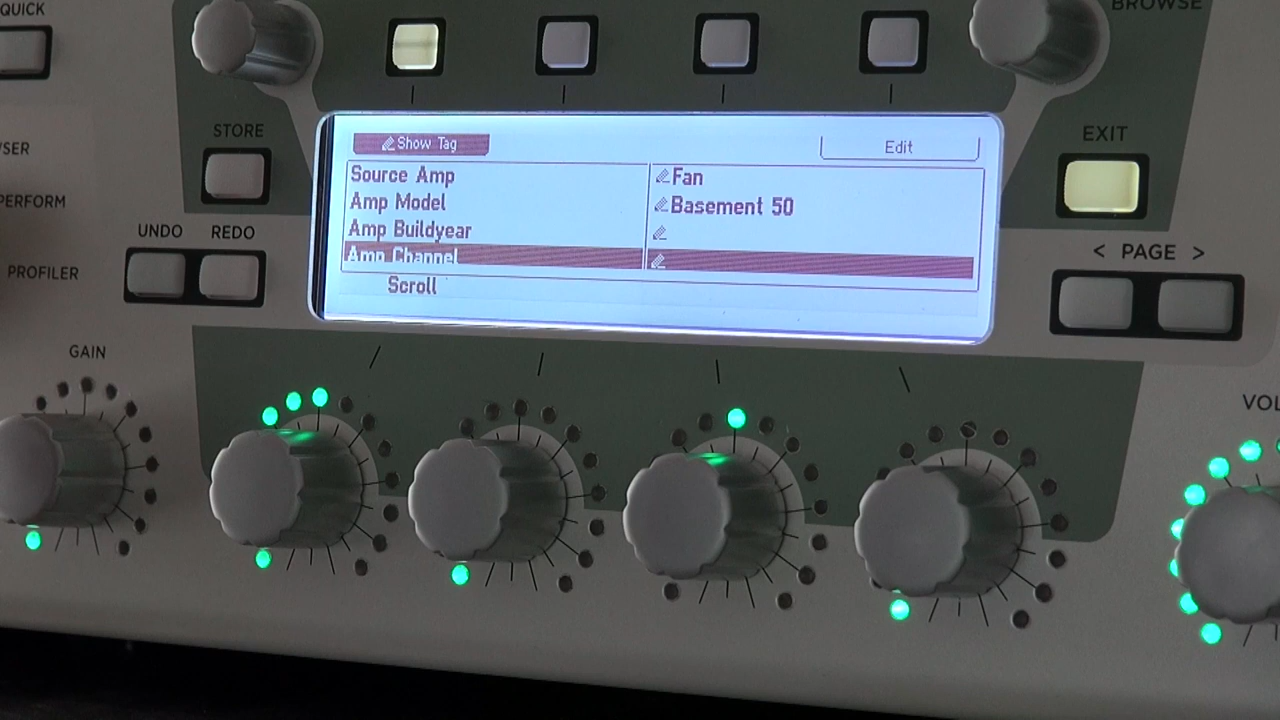 QUICK
BROWSE
STORE
EXIT
UNDO REDO
PERFORM
PROFILER
< PAGE >
GAIN
Show Tag
Edit
Source Amp
Fan
Amp Model
Basement 50
Amp Buildyear
Amp Channel
Scroll